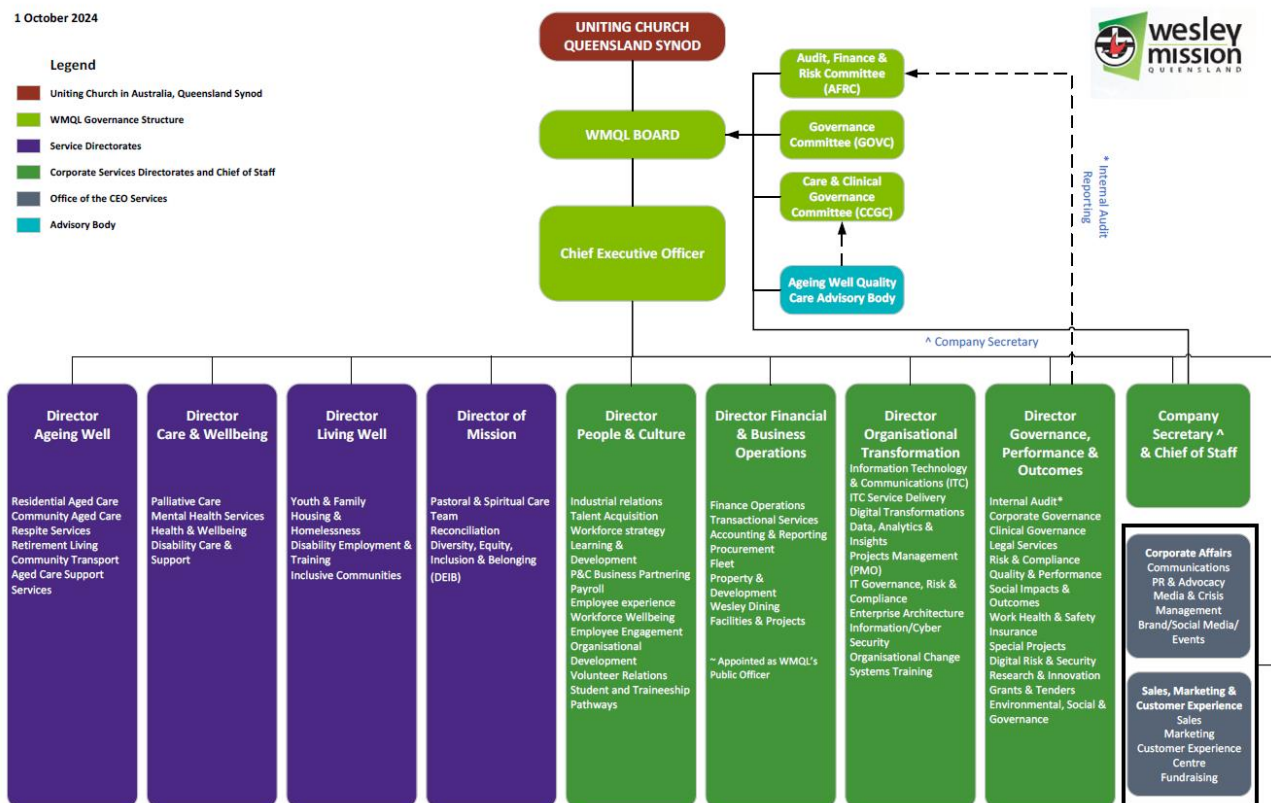 1 October 2024
Legend
Uniting Church in Australia, Queensland Synod
WMQL Governance Structure
Service Directorates
Corporate Services Directorates and Chief of Staff
Office of the CEO Services
Advisory Body
UNITING CHURCH
QUEENSLAND SYNOD
WMQL BOARD
Chief Executive Officer
Audit, Finance &
Risk Committee
(AFRC)
Governance
Committee (GOVC)
Care & Clinical
Governance
Committee (CCGC)
Ageing Well Quality
Care Advisory Body
* Internal Audit
Reporting
^ Company Secretary
wesley
mission
QUEENSLAND
Director
Ageing Well
Residential Aged Care
Community Aged Care
Respite Services
Retirement Living
Community Transport
Aged Care Support
Services
Director
Care & Wellbeing
Palliative Care
Mental Health Services
Health & Wellbeing
Disability Care &
Support
Director
Living Well
Youth & Family
Housing &
Homelessness
Disability Employment &
Training
Inclusive Communities
Director of
Mission
Pastoral & Spiritual Care
Team
Reconciliation
Diversity, Equity,
Inclusion & Belonging
(DEIB)
Director
People & Culture
Industrial relations
Talent Acquisition
Workforce strategy
Learning &
Development
P&C Business Partnering
Payroll
Employee experience
Workforce Wellbeing
Employee Engagement
Organisational
Development
Volunteer Relations
Student and Traineeship
Pathways
Director Financial
& Business
Operations
Finance Operations
Transactional Services
Accounting & Reporting
Procurement
Fleet
Property &
Development
Wesley Dining
Facilities & Projects
~ Appointed as WMQL's
Public Officer
Director
Organisational
Transformation
Information Technology
& Communications (ITC)
ITC Service Delivery
Digital Transformations
Data, Analytics &
Insights
Projects Management
(PMO)
IT Governance, Risk &
Compliance
Enterprise Architecture
Information/Cyber
Security
Organisational Change
Systems Training
Director
Governance,
Performance &
Outcomes
Internal Audit*
Corporate Governance
Clinical Governance
Legal Services
Risk & Compliance
Quality & Performance
Social Impacts &
Outcomes
Work Health & Safety
Insurance
Special Projects
Digital Risk & Security
Research & Innovation
Grants & Tenders
Environmental, Social &
Governance
Company
Secretary ^
& Chief of Staff
Corporate Affairs
Communications
PR & Advocacy
Media & Crisis
Management
Brand/Social Media/
Events
Sales, Marketing &
Customer Experience
Sales
Marketing
Customer Experience
Centre
Fundraising